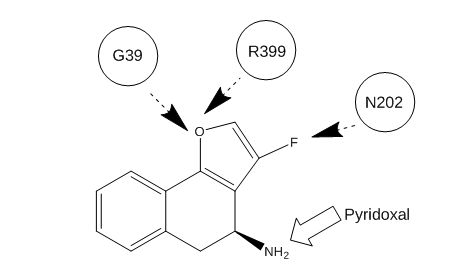 G39
R399
N202
O
F
Pyridoxal
NH₂